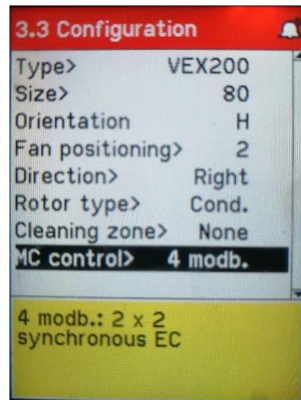 3.3 Configuration
Type> VEX200
Size> 80
Orientation H
Fan positioning> 2
Direction> Right
Rotor type> Cond.
Cleaning zone> None
MC control> 4 modb.
4 modb.: 2 x 2
synchronous EC